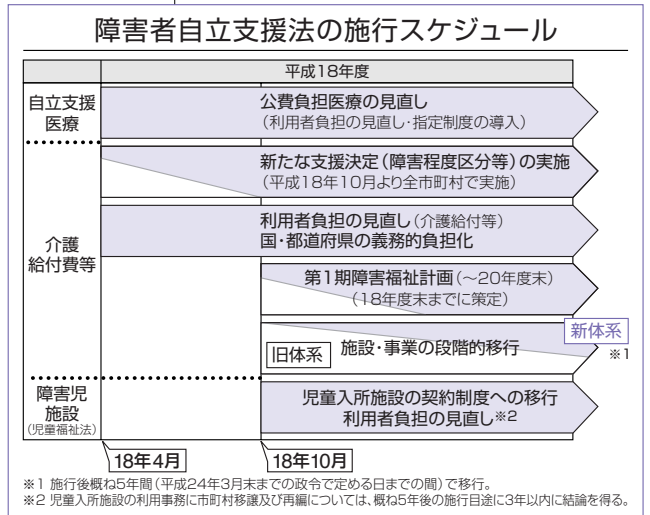 障害者自立支援法の施行スケジュール
平成18年度
自立支援
医療
公費負担医療の見直し
（利用者負担の見直し・指定制度の導入）
新たな支援決定（障害程度区分等）の実施
（平成18年10月より全市町村で実施）
介護
給付費等
利用者負担の見直し（介護給付等）
国・都道府県の義務的負担化
第1期障害福祉計画（～20年度末）
（18年度末までに策定）
新体系
旧体系 施設・事業の段階的移行
※1
障害児
施設
（児童福祉法）
児童入所施設の契約制度への移行
利用者負担の見直し※2
18年4月 18年10月
※1 施行後概ね5年間（平成24年3月末までの政令で定める日までの間）で移行。
※2 児童入所施設の利用事務に市町村移譲及び再編については、概ね5年後の施行目途に3年以内に結論を得る。